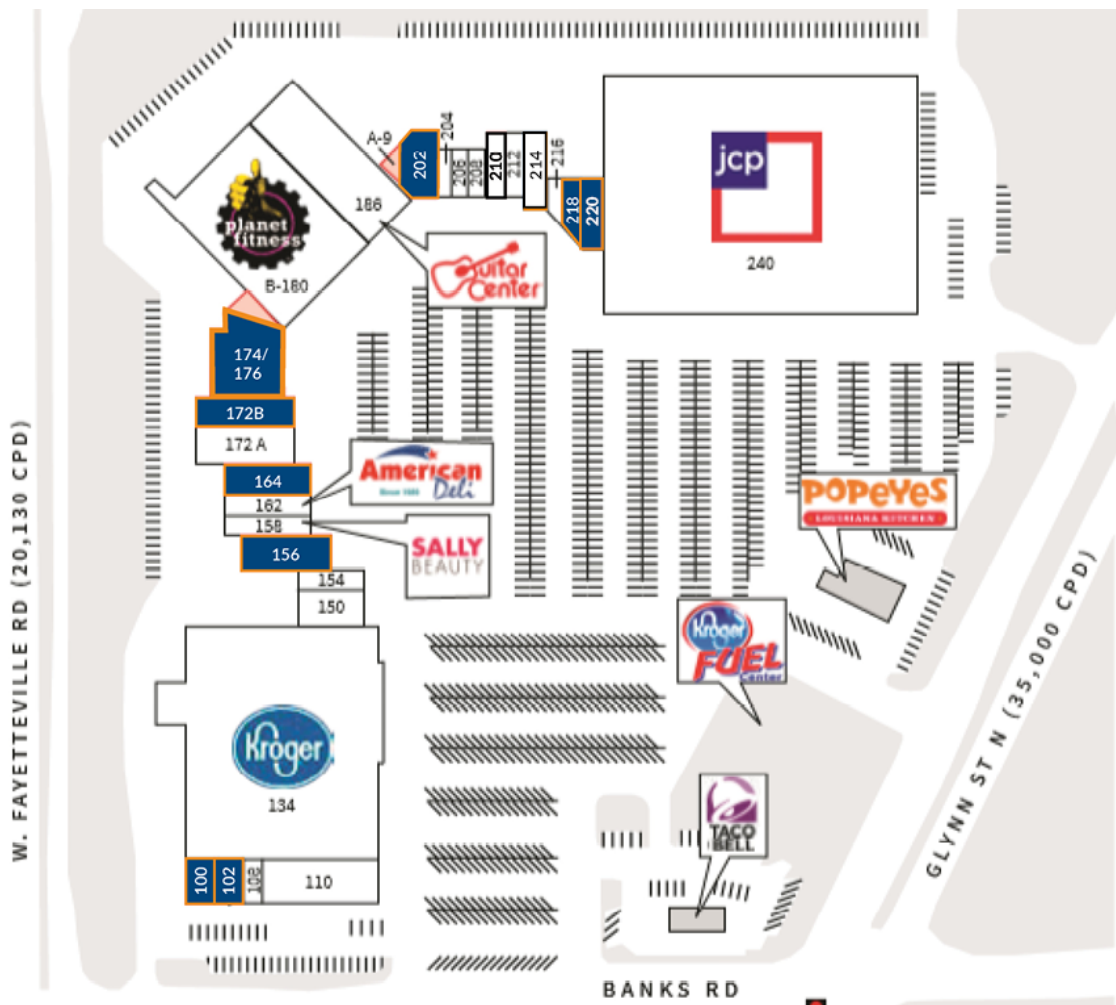 204
A-9
202
206
208
210
212
214
216
218
220
jcp
240
186
planet
fitness
B-180
Guitar
Center
174/
176
172B
172 A
164
162
158
156
154
150
American
Since 1989
Deli
SALLY
BEAUTY
POPEYES
LOUISIANA KITCHEN
Kroger
FUEL
Center
Kroger
134
100
102
108
110
TACO
BELL
W. FAYETTEVILLE RD (20,130 CPD)
GLYNN ST N (35,000 CPD)
BANKS RD